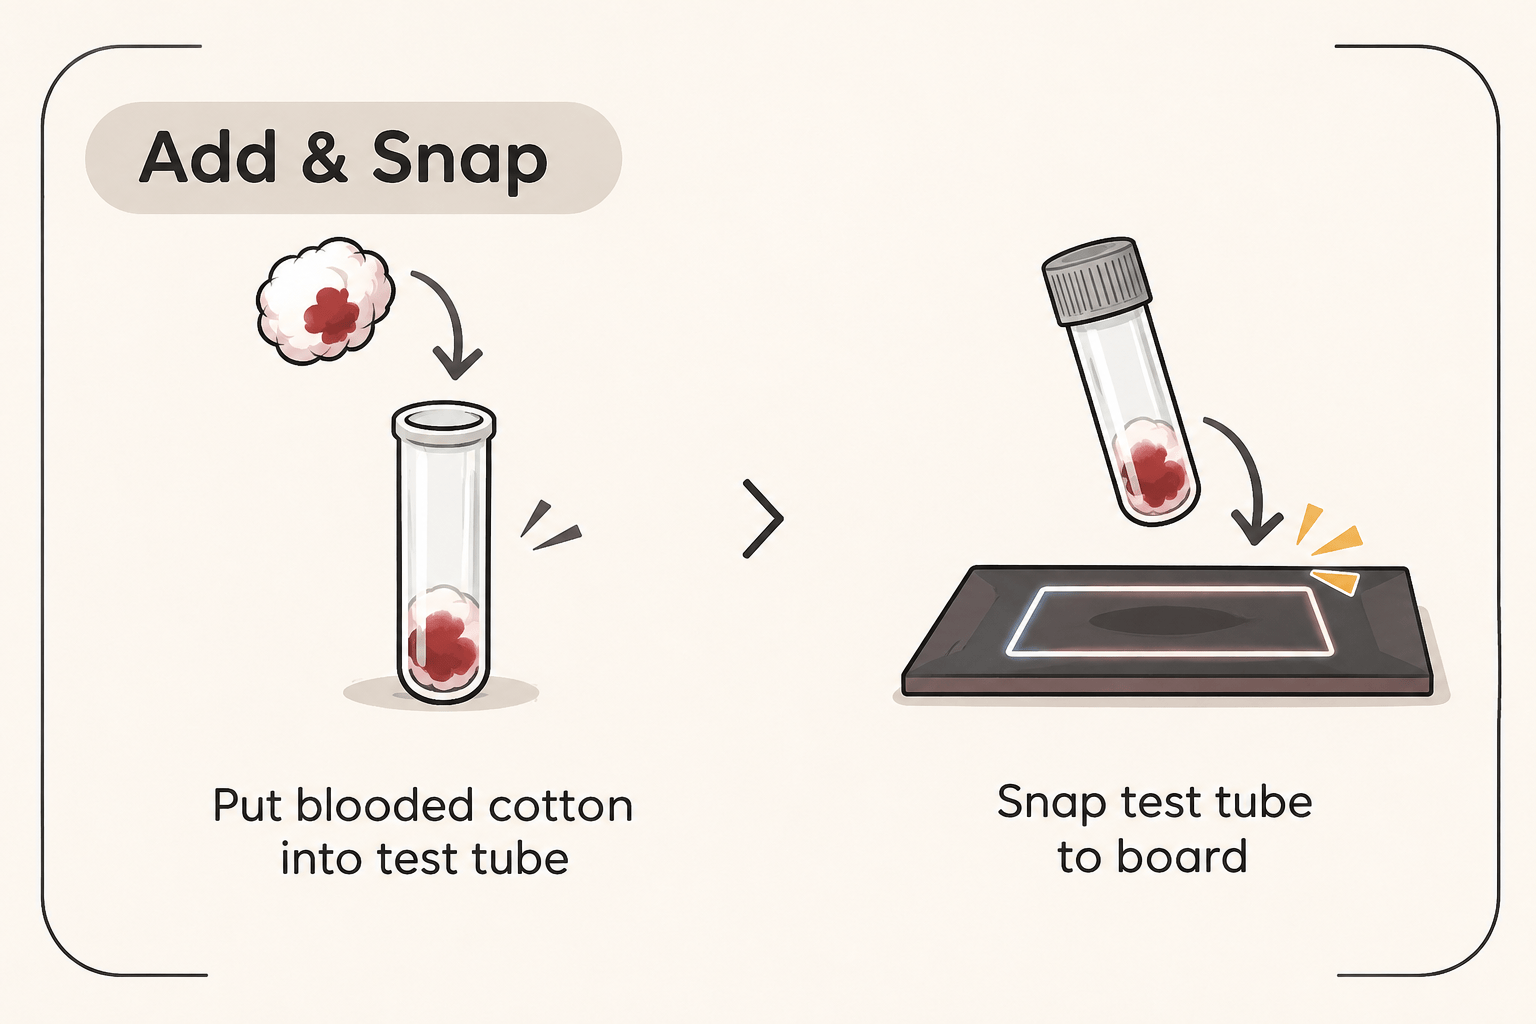 Add & Snap
Put blooded cotton
into test tube
Snap test tube
to board